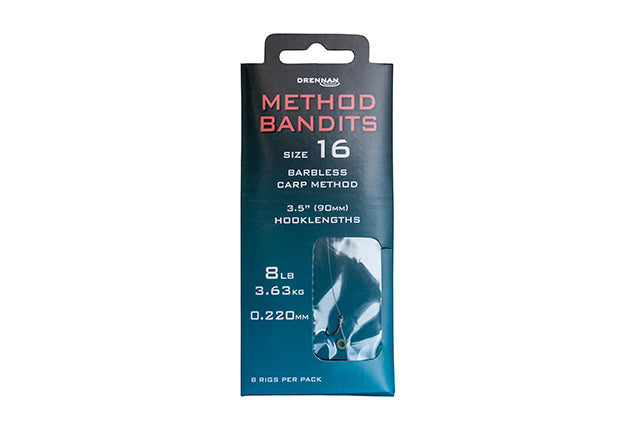 DRENNAN
METHOD
BANDITS
SIZE 16
BARBLESS
CARP METHOD
3.5" (90MM)
HOOKLENGTHS
8LB
3.63KG
0.220MM
8 RIGS PER PACK